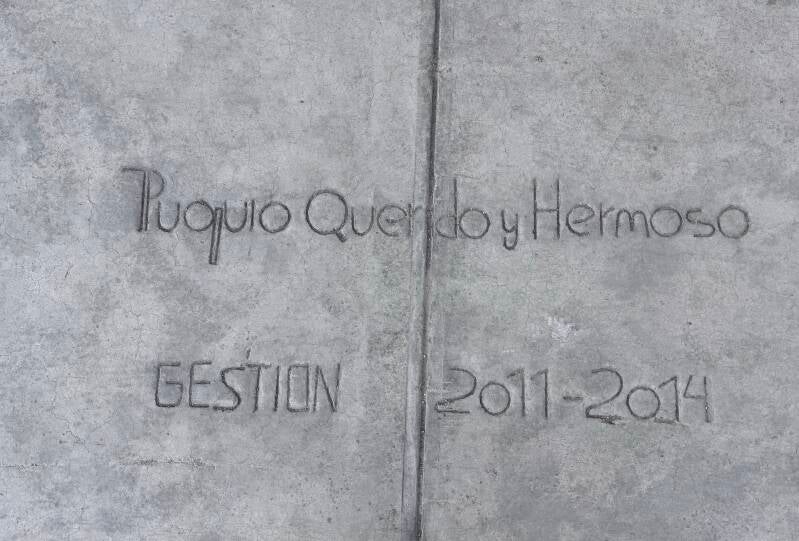 Puquio Querido y Hermoso
GESTION 2011-2014